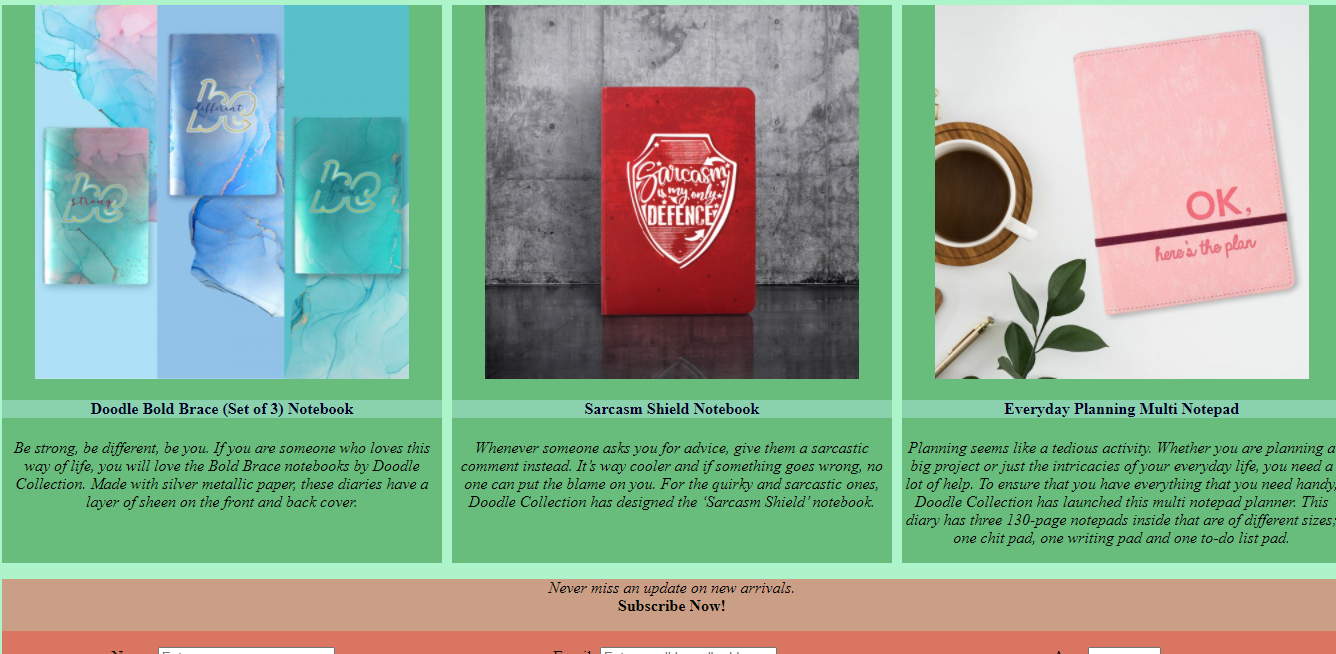 be
different
be
strong
be
you
Sarcasm
is my only
DEFENCE
OK,
here's the plan
Doodle Bold Brace (Set of 3) Notebook
Sarcasm Shield Notebook
Everyday Planning Multi Notepad
Be strong, be different, be you. If you are someone who loves this
way of life, you will love the Bold Brace notebooks by Doodle
Collection. Made with silver metallic paper, these diaries have a
layer of sheen on the front and back cover.
Whenever someone asks you for advice, give them a sarcastic
comment instead. It's way cooler and if something goes wrong, no
one can put the blame on you. For the quirky and sarcastic ones,
Doodle Collection has designed the ‘Sarcasm Shield’ notebook.
Planning seems like a tedious activity. Whether you are planning a
big project or just the intricacies of your everyday life, you need a
lot of help. To ensure that you have everything that you need handy,
Doodle Collection has launched this multi notepad planner. This
diary has three 130-page notepads inside that are of different sizes;
one chit pad, one writing pad and one to-do list pad.
Never miss an update on new arrivals.
Subscribe Now!